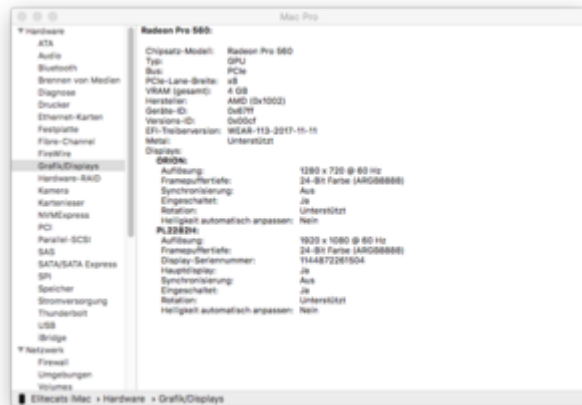 Mac Pro
Hardware
ATA
Audio
Bluetooth
Brennen von Medien
Diagnose
Drucker
Ethernet-Karten
Festplatte
Fibre-Channel
FireWire
Grafik/Displays
Hardware-RAID
Kamera
Kartenleser
NVMExpress
PCI
Parallel-SCSI
SAS
SATA/SATA Express
SPI
Speicher
Stromversorgung
Thunderbolt
USB
iBridge
Netzwerk
Firewall
Umgebungen
Volumes
Radeon Pro 560:
Chipsatz-Modell: Radeon Pro 560
Typ: GPU
Bus: PCIe
PCIe-Lane-Breite: x8
VRAM (gesamt): 4 GB
Hersteller: AMD (0x1002)
Geräte-ID: 0x67ff
Versions-ID: 0x00cf
EFI-Treiberversion: WEAR-113-2017-11-11
Metal: Unterstützt
Displays:
ORION:
Auflösung: 1280 x 720 @ 60 Hz
Framepuffertiefe: 24-Bit Farbe (ARGB8888)
Synchronisierung: Aus
Eingeschaltet: Ja
Rotation: Unterstützt
Helligkeit automatisch anpassen: Nein
PL2282H:
Auflösung: 1920 x 1080 @ 60 Hz
Framepuffertiefe: 24-Bit Farbe (ARGB8888)
Display-Seriennummer: 1144872261504
Hauptdisplay: Ja
Synchronisierung: Aus
Eingeschaltet: Ja
Rotation: Unterstützt
Helligkeit automatisch anpassen: Nein
Elitecats iMac › Hardware › Grafik/Displays